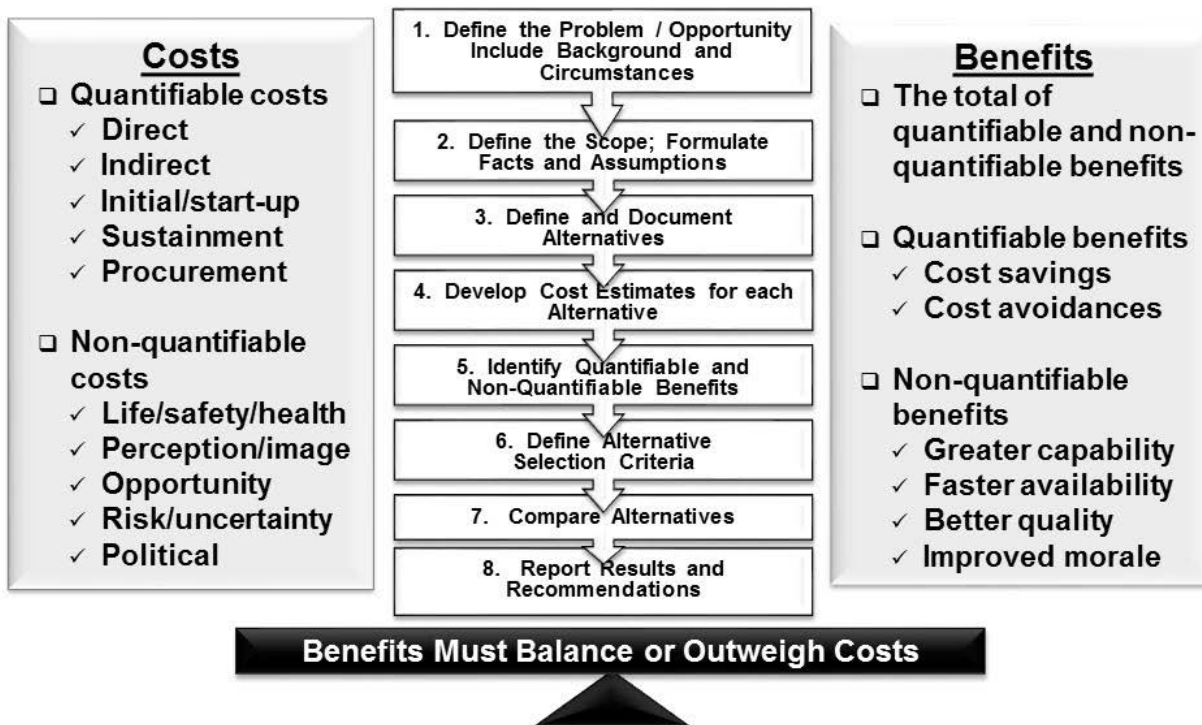 Costs
❑ Quantifiable costs
✓ Direct
✓ Indirect
✓ Initial/start-up
✓ Sustainment
✓ Procurement
❑ Non-quantifiable
costs
✓ Life/safety/health
✓ Perception/image
✓ Opportunity
✓ Risk/uncertainty
✓ Political
1. Define the Problem / Opportunity
Include Background and
Circumstances
2. Define the Scope; Formulate
Facts and Assumptions
3. Define and Document
Alternatives
4. Develop Cost Estimates for each
Alternative
5. Identify Quantifiable and
Non-Quantifiable Benefits
6. Define Alternative
Selection Criteria
7. Compare Alternatives
8. Report Results and
Recommendations
Benefits
❑ The total of
quantifiable and non-
quantifiable benefits
❑ Quantifiable benefits
✓ Cost savings
✓ Cost avoidances
❑ Non-quantifiable
benefits
✓ Greater capability
✓ Faster availability
✓ Better quality
✓ Improved morale
Benefits Must Balance or Outweigh Costs